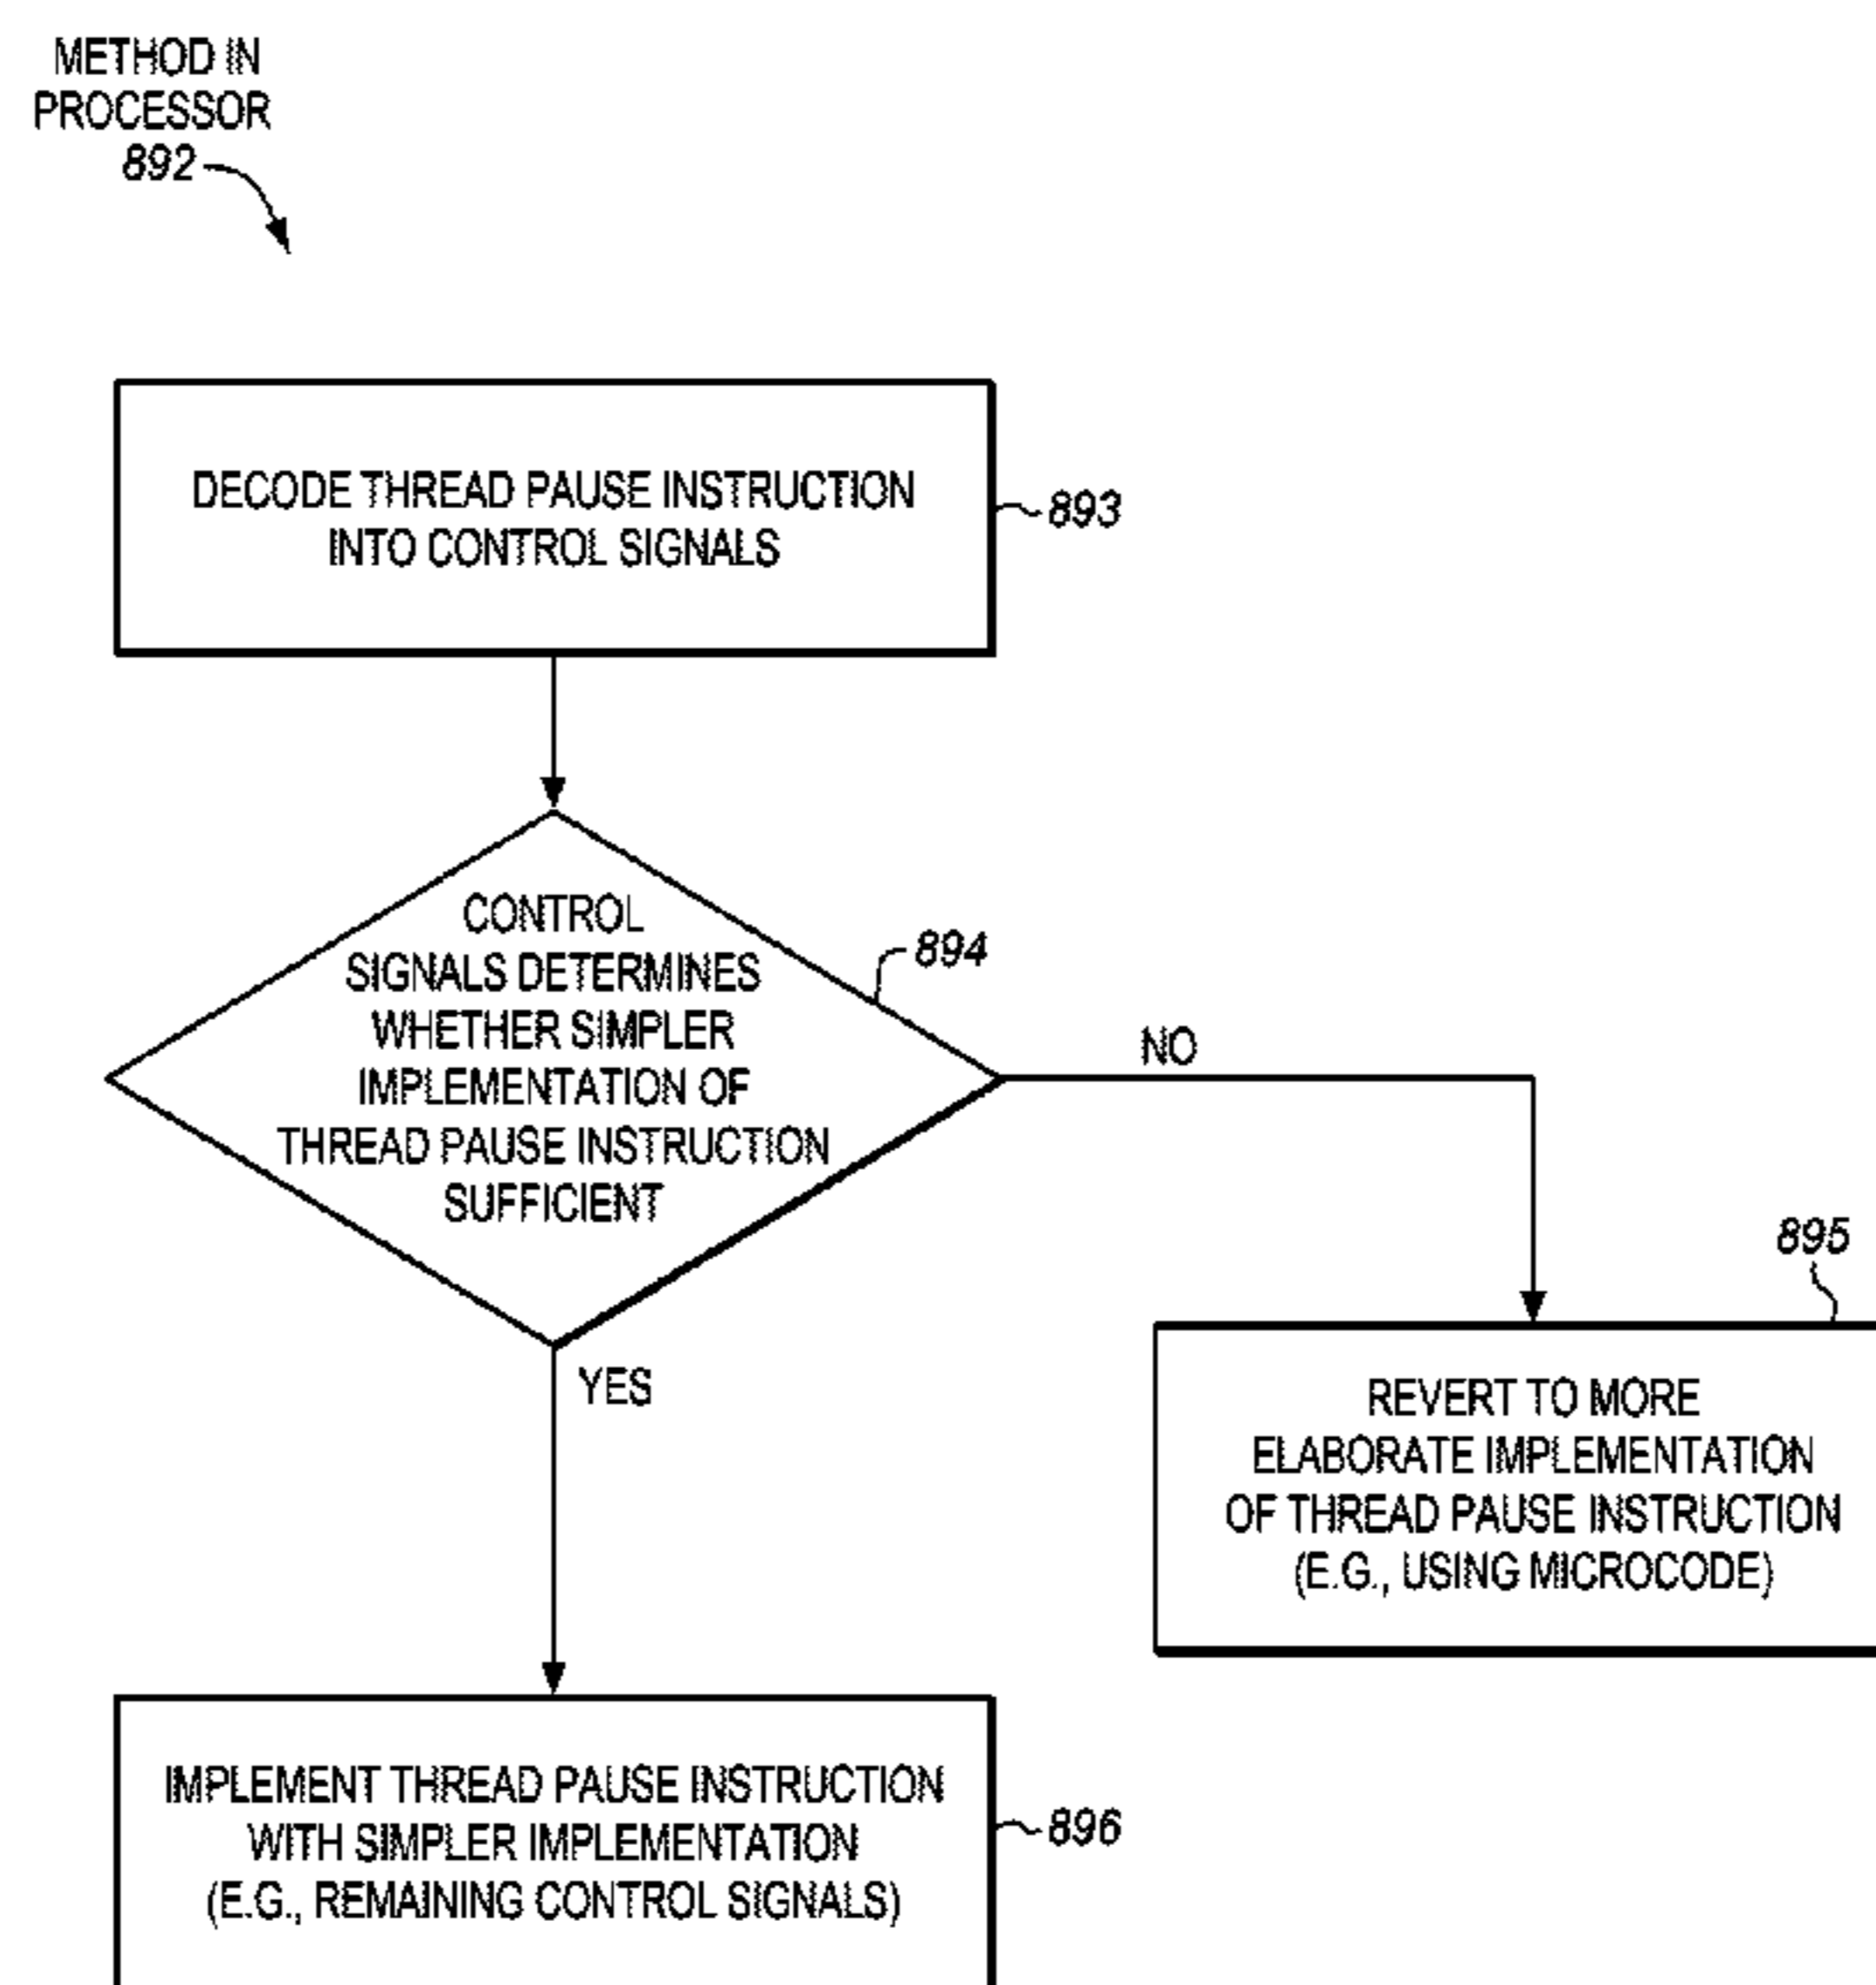 METHOD IN
PROCESSOR
892
DECODE THREAD PAUSE INSTRUCTION
INTO CONTROL SIGNALS
893
CONTROL
SIGNALS DETERMINES
WHETHER SIMPLER
IMPLEMENTATION OF
THREAD PAUSE INSTRUCTION
SUFFICIENT
894
NO
YES
895
REVERT TO MORE
ELABORATE IMPLEMENTATION
OF THREAD PAUSE INSTRUCTION
(E.G., USING MICROCODE)
IMPLEMENT THREAD PAUSE INSTRUCTION
WITH SIMPLER IMPLEMENTATION
(E.G., REMAINING CONTROL SIGNALS)
896